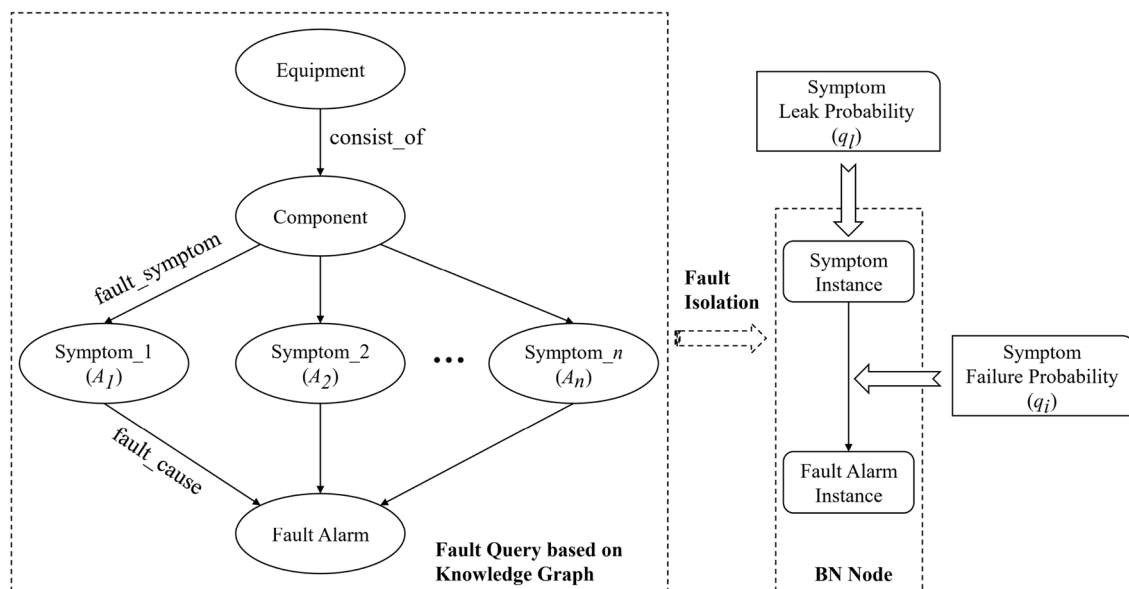 Equipment
consist_of
Component
fault_symptom
Symptom_1
(A1)
Symptom_2
(A2)
•••
Symptom_n
(An)
fault_cause
Fault Alarm
Fault Query based on
Knowledge Graph
Fault
Isolation
Symptom
Leak Probability
(ql)
Symptom
Instance
Symptom
Failure Probability
(qi)
Fault Alarm
Instance
BN Node